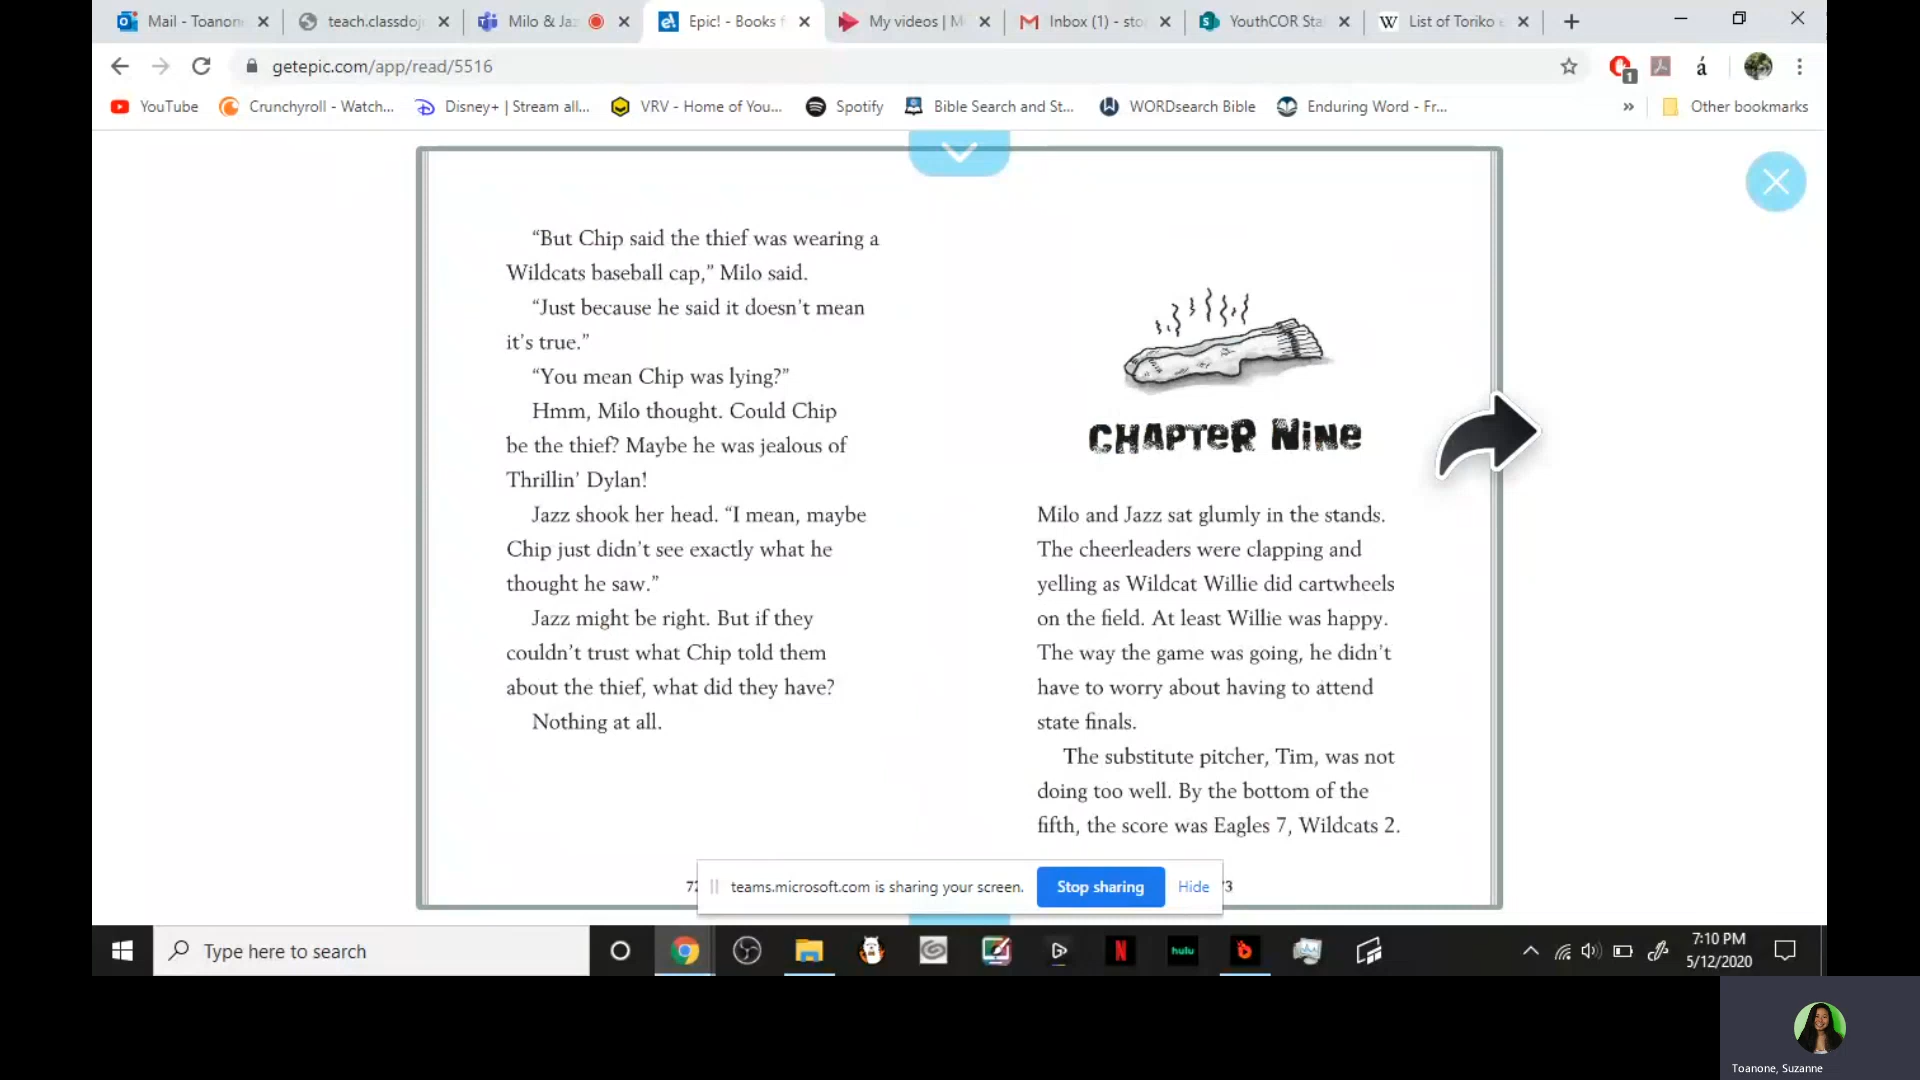 Mail - Toanon
teach.classdoj
Milo & Jaz
Epic! - Books f
My videos | M
Inbox (1) - sto
YouthCOR Sta
List of Toriko e
getepic.com/app/read/5516
1
á
YouTube
Crunchyroll - Watch...
Disney+ | Stream all...
VRV - Home of You...
Spotify
Bible Search and St...
WORDsearch Bible
Enduring Word - Fr...
»
Other bookmarks
“But Chip said the thief was wearing a
Wildcats baseball cap,” Milo said.
“Just because he said it doesn’t mean
it’s true.”
“You mean Chip was lying?”
Hmm, Milo thought. Could Chip
be the thief? Maybe he was jealous of
Thrillin’ Dylan!
Jazz shook her head. “I mean, maybe
Chip just didn’t see exactly what he
thought he saw.”
Jazz might be right. But if they
couldn’t trust what Chip told them
about the thief, what did they have?
Nothing at all.
CHAPTER NINE
Milo and Jazz sat glumly in the stands.
The cheerleaders were clapping and
yelling as Wildcat Willie did cartwheels
on the field. At least Willie was happy.
The way the game was going, he didn’t
have to worry about having to attend
state finals.
The substitute pitcher, Tim, was not
doing too well. By the bottom of the
fifth, the score was Eagles 7, Wildcats 2.
teams.microsoft.com is sharing your screen.
Stop sharing
Hide
Type here to search
N
hulu
7:10 PM
5/12/2020
Toanone, Suzanne